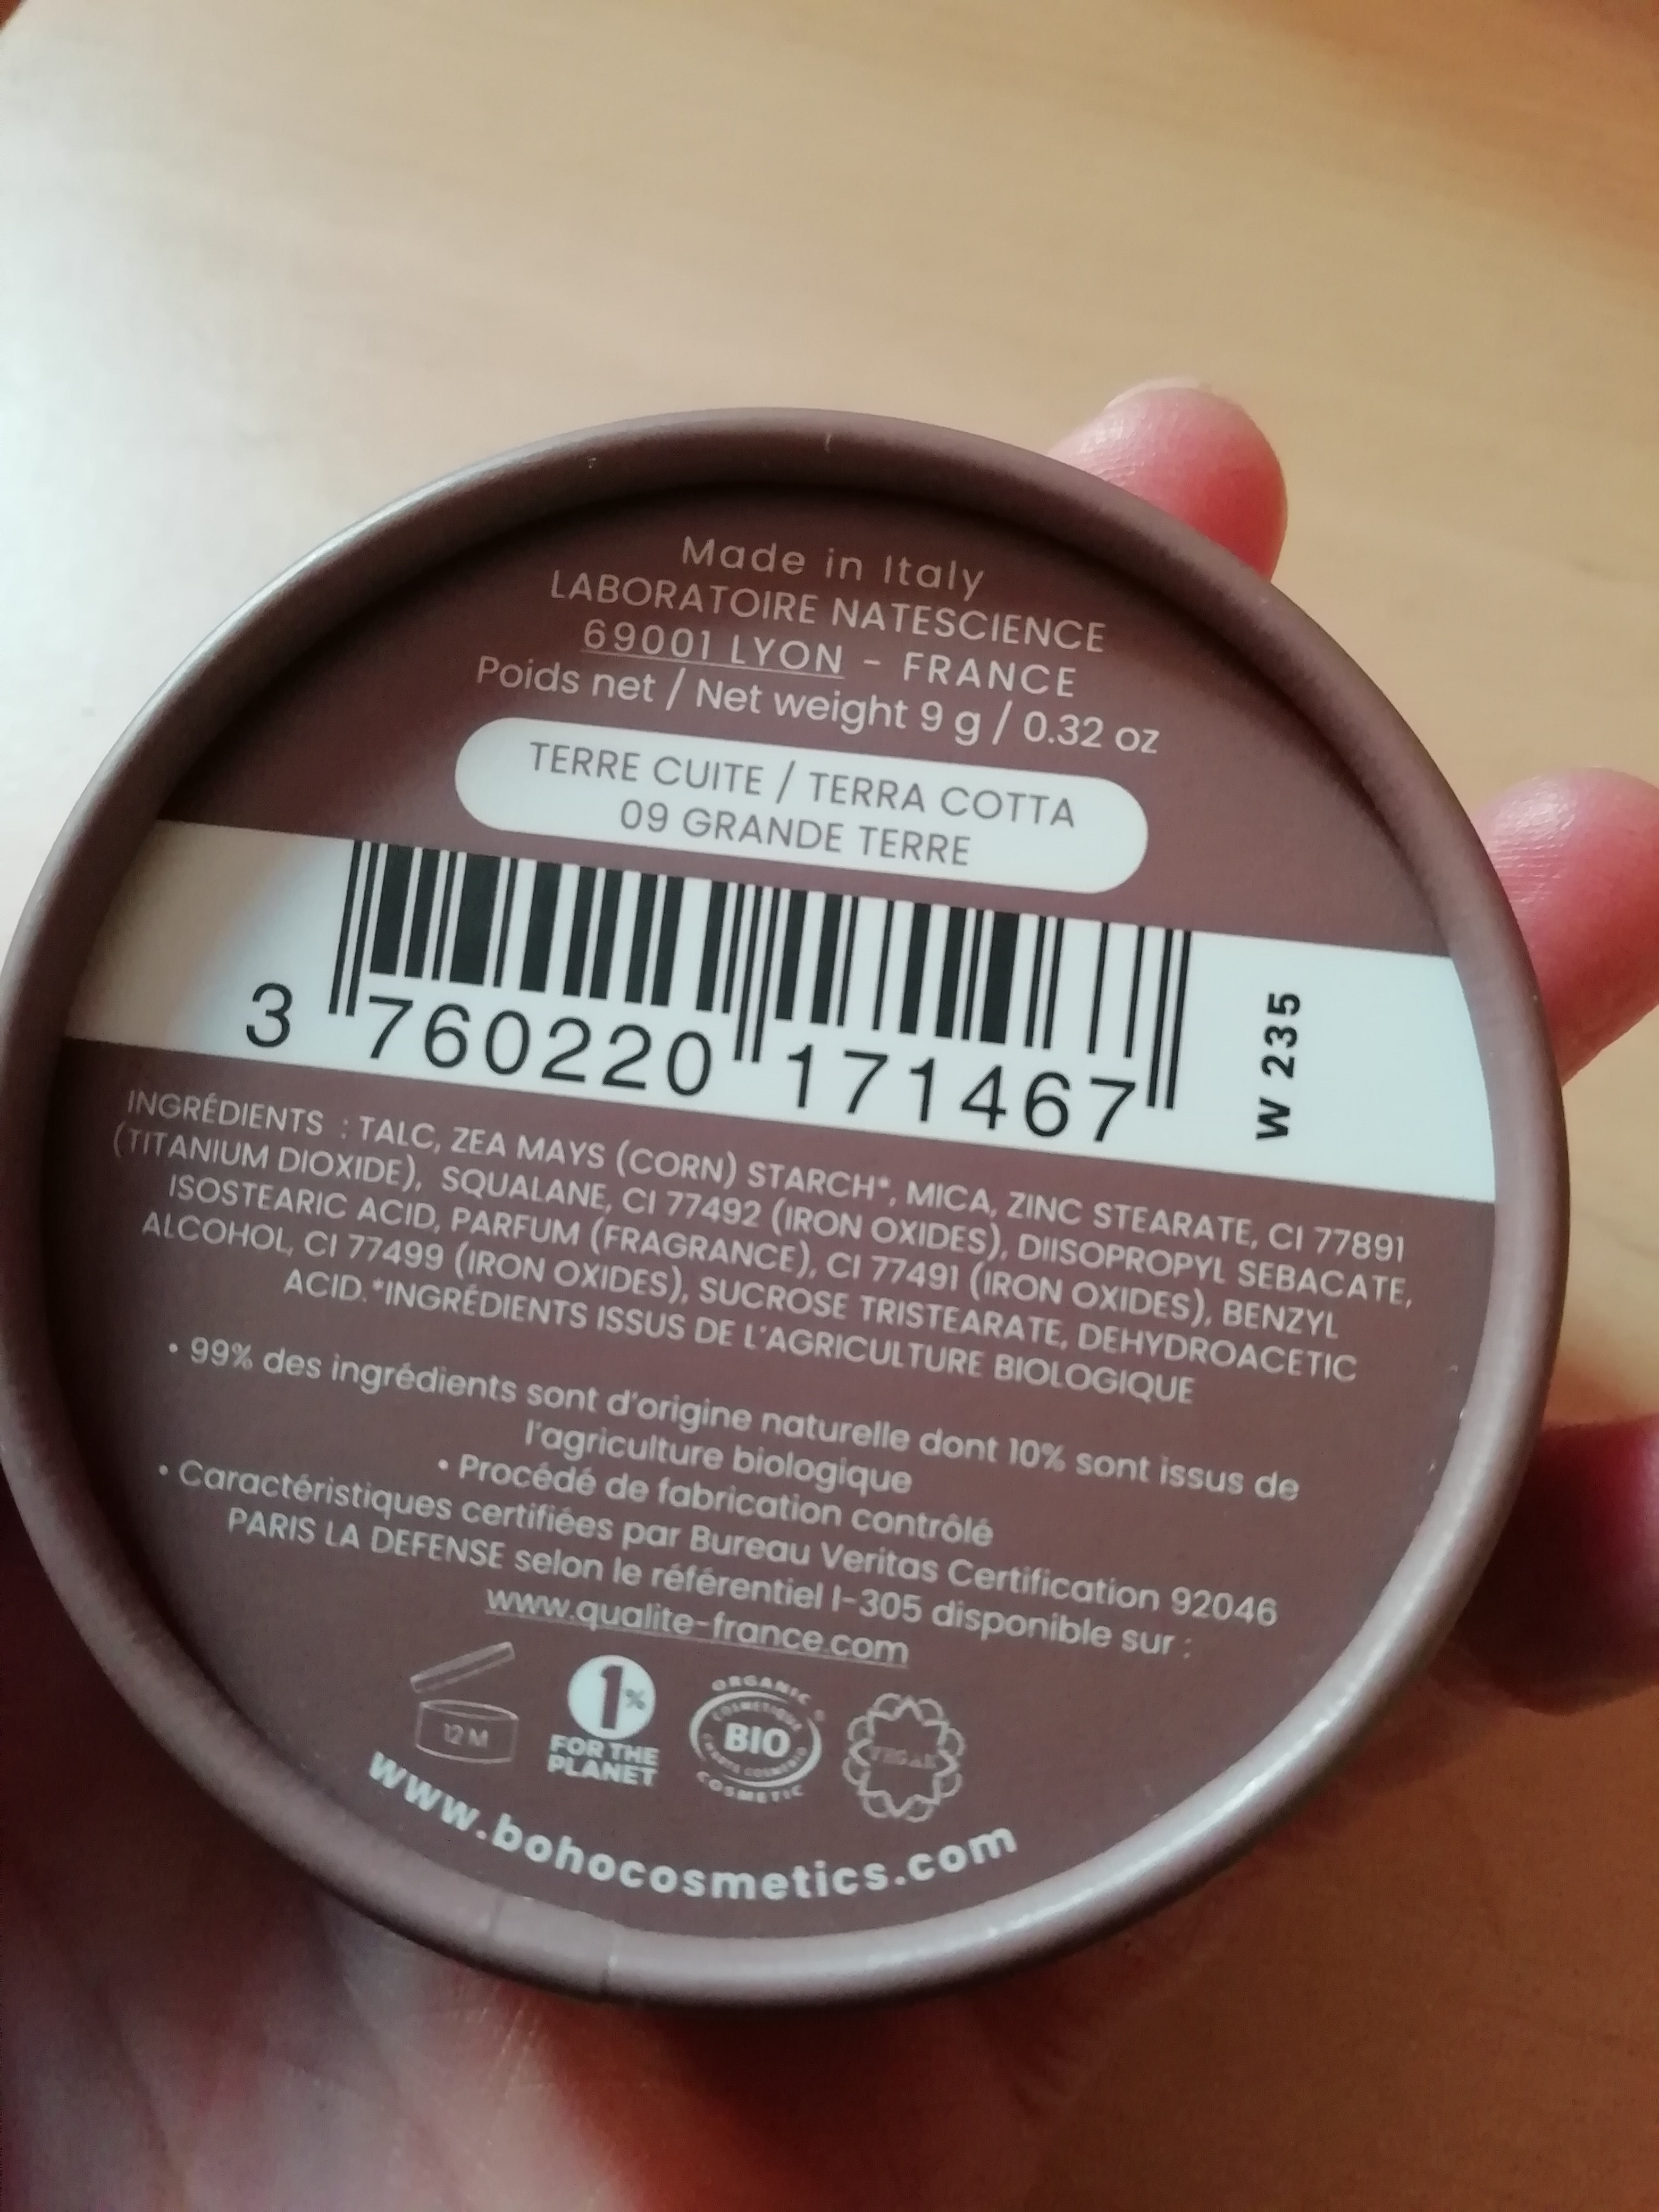 Made in Italy
LABORATOIRE NATESCIENCE
69001 LYON - FRANCE
Poids net / Net weight 9 g / 0.32 oz
TERRE CUITE / TERRA COTTA
09 GRANDE TERRE
3 760220 171467
W 235
INGRÉDIENTS : TALC, ZEA MAYS (CORN) STARCH*, MICA, ZINC STEARATE, CI 77891
(TITANIUM DIOXIDE), SQUALANE, CI 77492 (IRON OXIDES), DIISOPROPYL SEBACATE,
ISOSTEARIC ACID, PARFUM (FRAGRANCE), CI 77491 (IRON OXIDES), BENZYL
ALCOHOL, CI 77499 (IRON OXIDES), SUCROSE TRISTEARATE, DEHYDROACETIC
ACID.*INGRÉDIENTS ISSUS DE L'AGRICULTURE BIOLOGIQUE
• 99% des ingrédients sont d'origine naturelle dont 10% sont issus de
l'agriculture biologique
• Procédé de fabrication contrôlé
• Caractéristiques certifiées par Bureau Veritas Certification 92046
PARIS LA DEFENSE selon le référentiel I-305 disponible sur :
www.qualite-france.com
12 M
1%
FOR THE
PLANET
ORGANIC
COSMETIQUE
BIO
COSMETIC
VEGAN
www.bohocosmetics.com